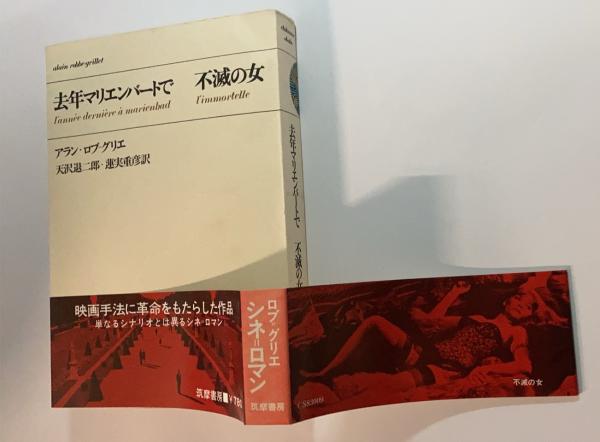 alain robbe-grillet
去年マリエンバートで 不滅の女
l'année dernière à marienbad l'immortelle
アラン・ロブ=グリエ
天沢退二郎・蓮実重彦訳
映画手法に革命をもたらした作品
単なるシナリオとは異るシネ=ロマン
筑摩書房■¥780
去年マリエンバートで 不滅の女
ロブ=グリエ
シネ=ロマン
筑摩書房
不滅の女